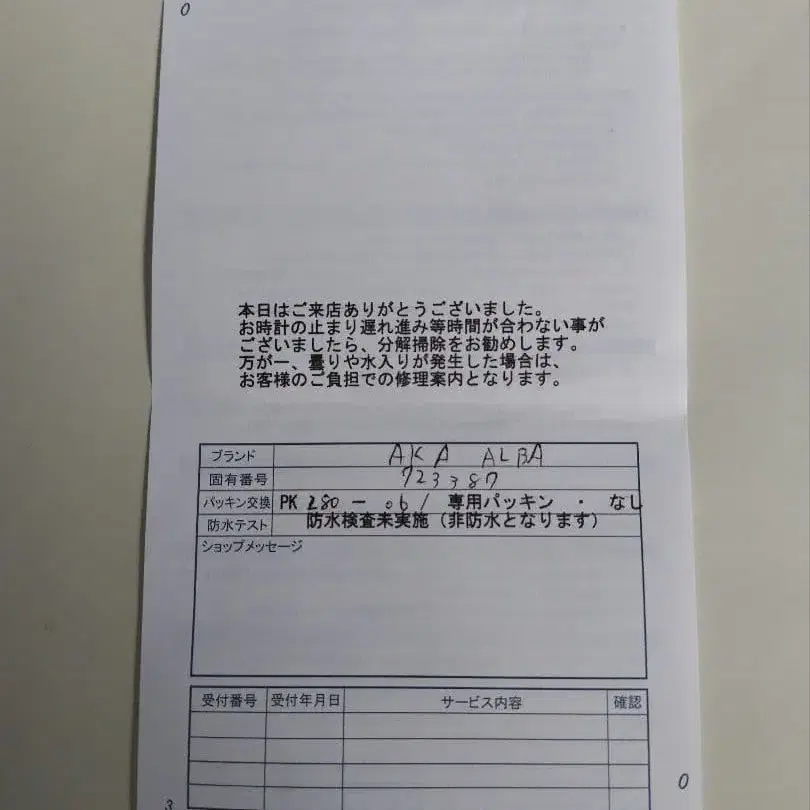 0
本日はご来店ありがとうございました。
お時計の止まり遅れ進み等時間が合わない事が
ございましたら、分解掃除をお勧めします。
万が一、曇りや水入りが発生した場合は、
お客様のご負担での修理案内となります。
ブランド AKA ALBA
固有番号 723387
パッキン交換 PK 280 - 061 専用パッキン ・ なし
防水テスト 防水検査未実施（非防水となります）
ショップメッセージ
受付番号 受付年月日 サービス内容 確認
0
3